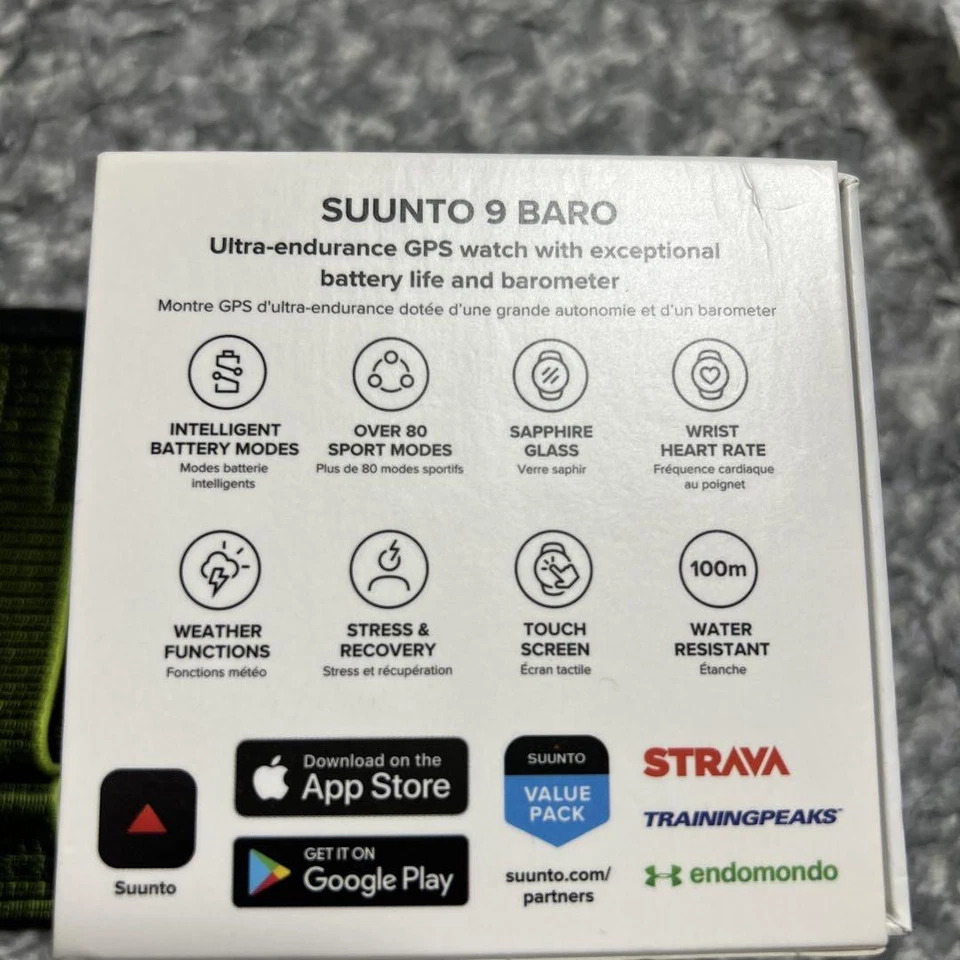 SUUNTO 9 BARO
Ultra-endurance GPS watch with exceptional
battery life and barometer
Montre GPS d'ultra-endurance dotée d'une grande autonomie et d'un barometer
INTELLIGENT
BATTERY MODES
Modes batterie
intelligents
OVER 80
SPORT MODES
Plus de 80 modes sportifs
SAPPHIRE
GLASS
Verre saphir
WRIST
HEART RATE
Fréquence cardiaque
au poignet
WEATHER
FUNCTIONS
Fonctions météo
STRESS &
RECOVERY
Stress et récupération
TOUCH
SCREEN
Écran tactile
100m
WATER
RESISTANT
Étanche
Suunto
Download on the
App Store
GET IT ON
Google Play
SUUNTO
VALUE
PACK
suunto.com/
partners
STRAVA
TRAININGPEAKS™
endomondo